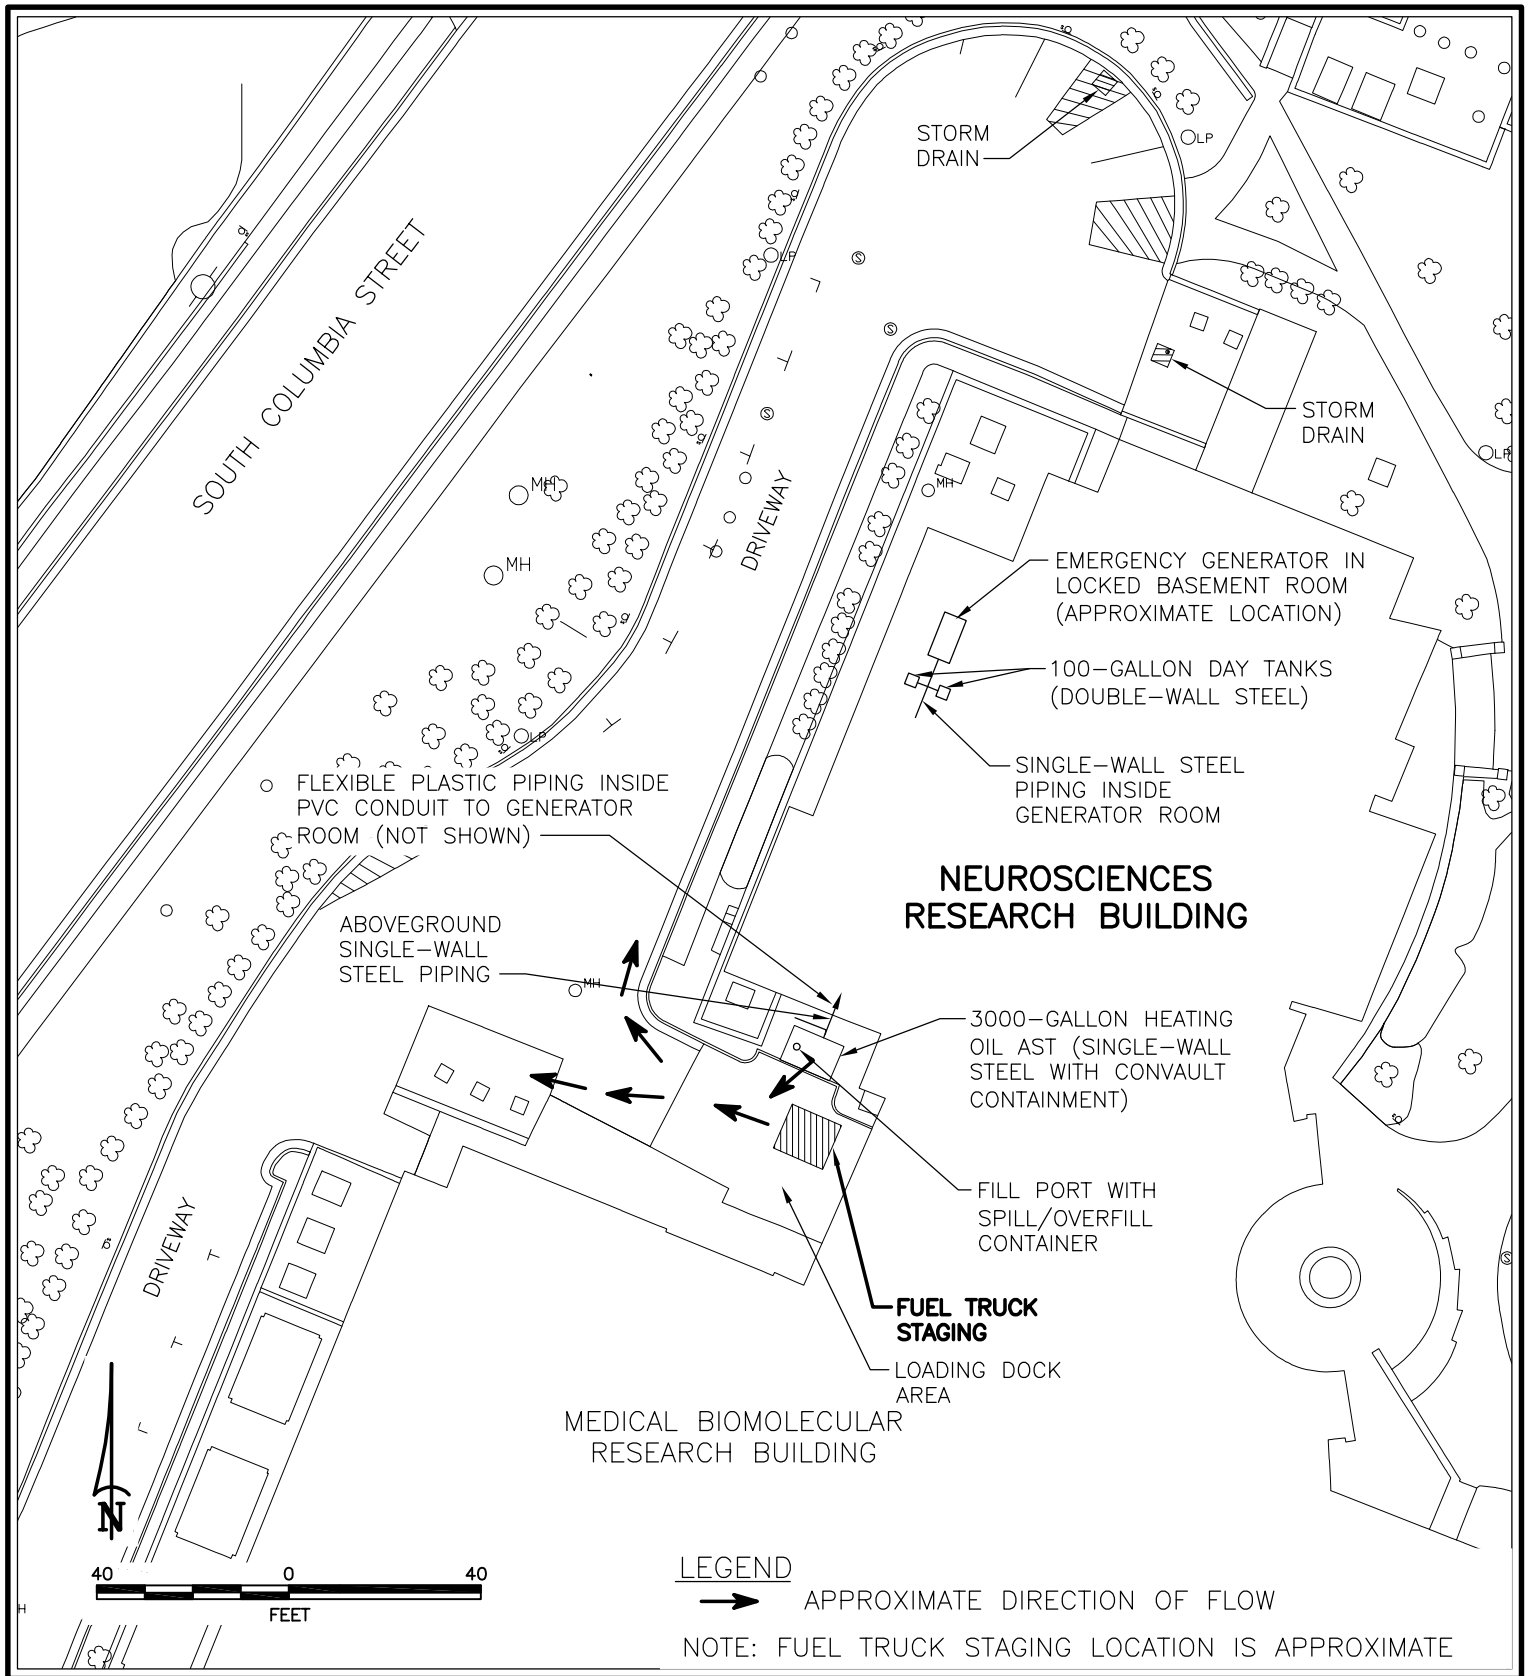 STORM
DRAIN
LP
SOUTH COLUMBIA STREET
LP
S
S
S
STORM
DRAIN
LP
MH
MH
MH
DRIVEWAY
EMERGENCY GENERATOR IN
LOCKED BASEMENT ROOM
(APPROXIMATE LOCATION)
100-GALLON DAY TANKS
(DOUBLE-WALL STEEL)
LP
SINGLE-WALL STEEL
PIPING INSIDE
GENERATOR ROOM
FLEXIBLE PLASTIC PIPING INSIDE
PVC CONDUIT TO GENERATOR
ROOM (NOT SHOWN)
NEUROSCIENCES
RESEARCH BUILDING
ABOVEGROUND
SINGLE-WALL
STEEL PIPING
MH
3000-GALLON HEATING
OIL AST (SINGLE-WALL
STEEL WITH CONVAULT
CONTAINMENT)
FILL PORT WITH
SPILL/OVERFILL
CONTAINER
DRIVEWAY
S
FUEL TRUCK
STAGING
LOADING DOCK
AREA
MEDICAL BIOMOLECULAR
RESEARCH BUILDING
N
40 0 40
FEET
H
LEGEND
APPROXIMATE DIRECTION OF FLOW
NOTE: FUEL TRUCK STAGING LOCATION IS APPROXIMATE